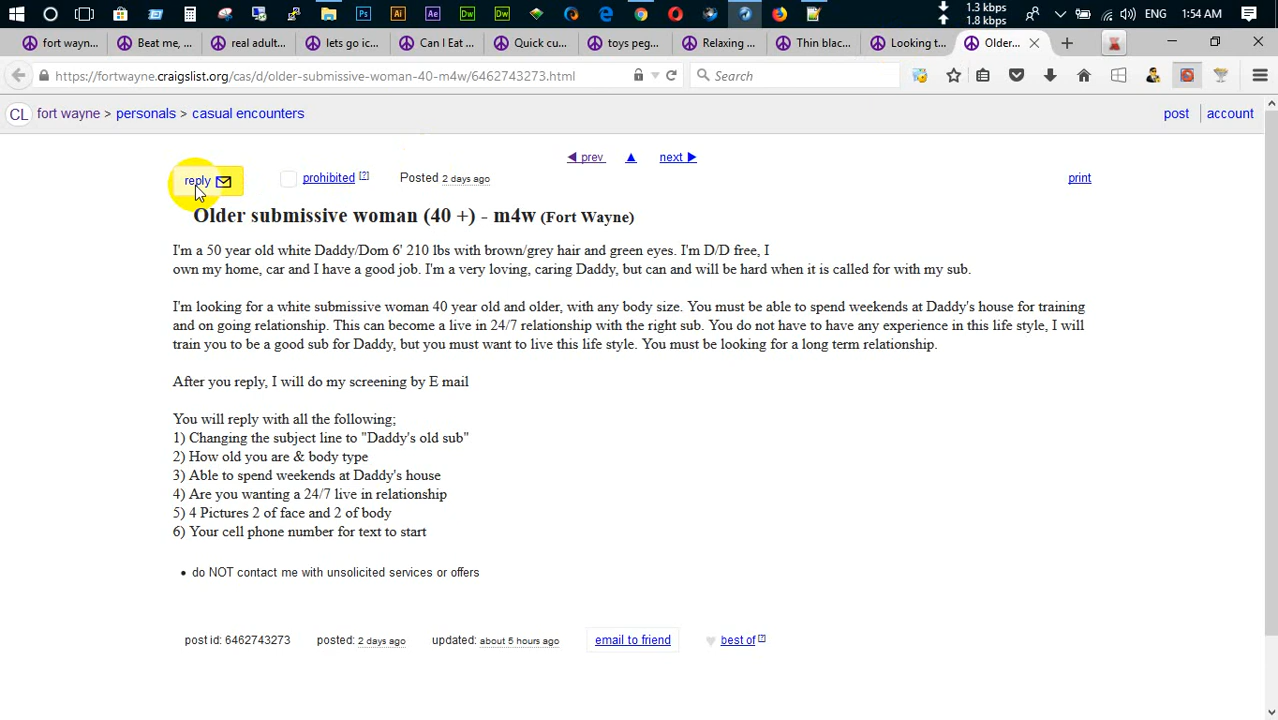 Ps Ai Ae Dw Dw 1.3 kbps 1.8 kbps ENG 1:54 AM
fort wayn... Beat me, ... real adult... lets go ic... Can I Eat ... Quick cu... toys peg... Relaxing ... Thin blac... Looking t... Older...
https://fortwayne.craigslist.org/cas/d/older-submissive-woman-40-m4w/6462743273.html Search
CL fort wayne > personals > casual encounters post account
◀ prev ▲ next ▶
reply prohibited [?] Posted 2 days ago print
Older submissive woman (40 +) - m4w (Fort Wayne)
I'm a 50 year old white Daddy/Dom 6' 210 lbs with brown/grey hair and green eyes. I'm D/D free, I
own my home, car and I have a good job. I'm a very loving, caring Daddy, but can and will be hard when it is called for with my sub.
I'm looking for a white submissive woman 40 year old and older, with any body size. You must be able to spend weekends at Daddy's house for training
and on going relationship. This can become a live in 24/7 relationship with the right sub. You do not have to have any experience in this life style, I will
train you to be a good sub for Daddy, but you must want to live this life style. You must be looking for a long term relationship.
After you reply, I will do my screening by E mail
You will reply with all the following;
1) Changing the subject line to "Daddy's old sub"
2) How old you are & body type
3) Able to spend weekends at Daddy's house
4) Are you wanting a 24/7 live in relationship
5) 4 Pictures 2 of face and 2 of body
6) Your cell phone number for text to start
• do NOT contact me with unsolicited services or offers
post id: 6462743273 posted: 2 days ago updated: about 5 hours ago email to friend best of [?]